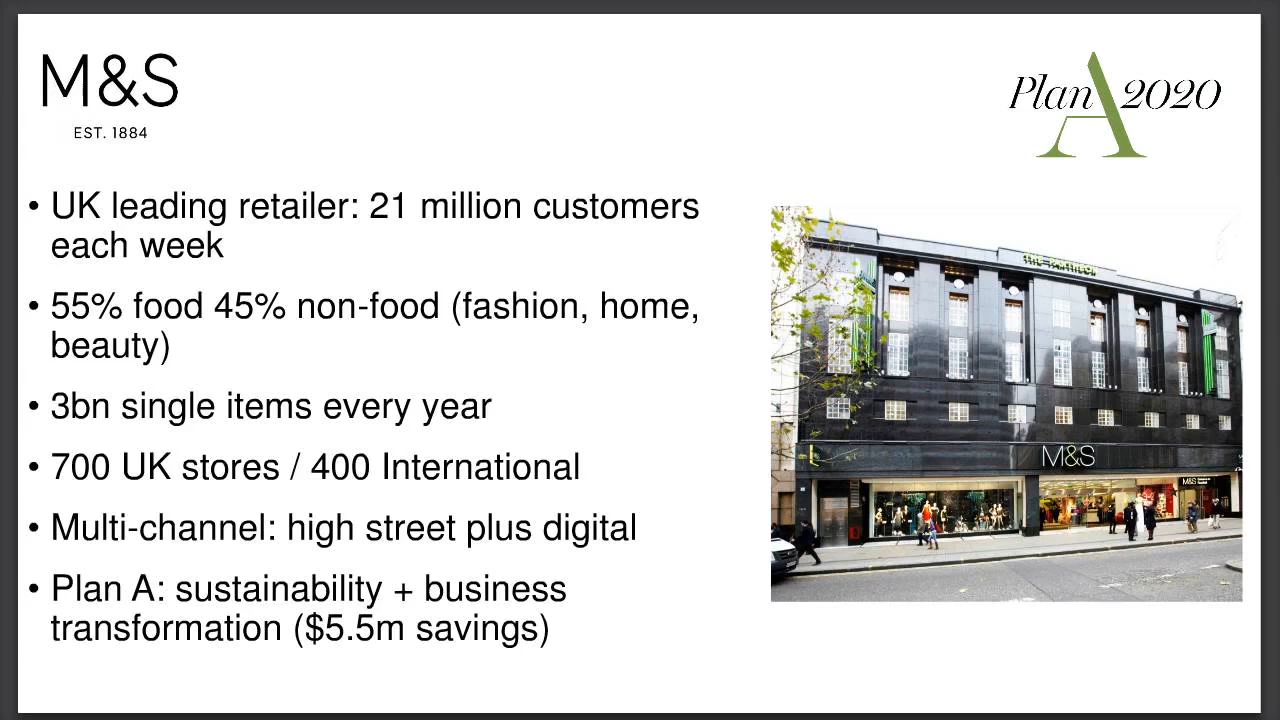 M&S
EST. 1884
Plan A 2020
• UK leading retailer: 21 million customers
each week
• 55% food 45% non-food (fashion, home,
beauty)
• 3bn single items every year
• 700 UK stores / 400 International
• Multi-channel: high street plus digital
• Plan A: sustainability + business
transformation ($5.5m savings)
THE PANTHEON
M&S
M&S